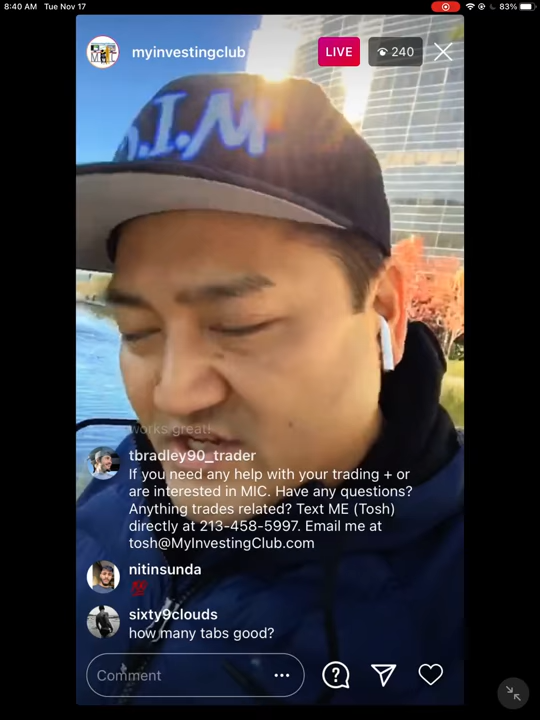 8:40 AM Tue Nov 17
83%
myinvestingclub
LIVE
240
works great!
tbradley90_trader
If you need any help with your trading + or
are interested in MIC. Have any questions?
Anything trades related? Text ME (Tosh)
directly at 213-458-5997. Email me at
tosh@MyInvestingClub.com
nitinsunda
💯
sixty9clouds
how many tabs good?
Comment